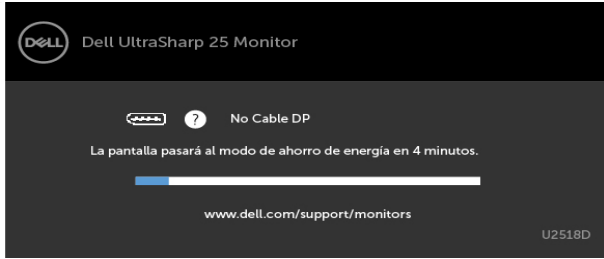 DELL Dell UltraSharp 25 Monitor
? No Cable DP
La pantalla pasará al modo de ahorro de energía en 4 minutos.
www.dell.com/support/monitors
U2518D